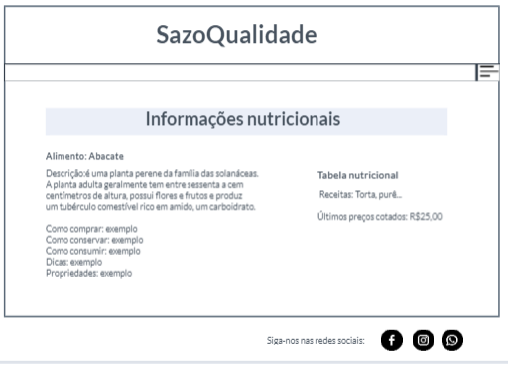 SazoQualidade
Informações nutricionais
Alimento: Abacate
Descrição:é uma planta perene da família das solanáceas.
A planta adulta geralmente tem entre sessenta a cem
centímetros de altura, possui flores e frutos e produz
um tubérculo comestível rico em amido, um carboidrato.
Como comprar: exemplo
Como conservar: exemplo
Como consumir: exemplo
Dicas: exemplo
Propriedades: exemplo
Tabela nutricional
Receitas: Torta, purê...
Últimos preços cotados: R$25,00
Siga-nos nas redes sociais: